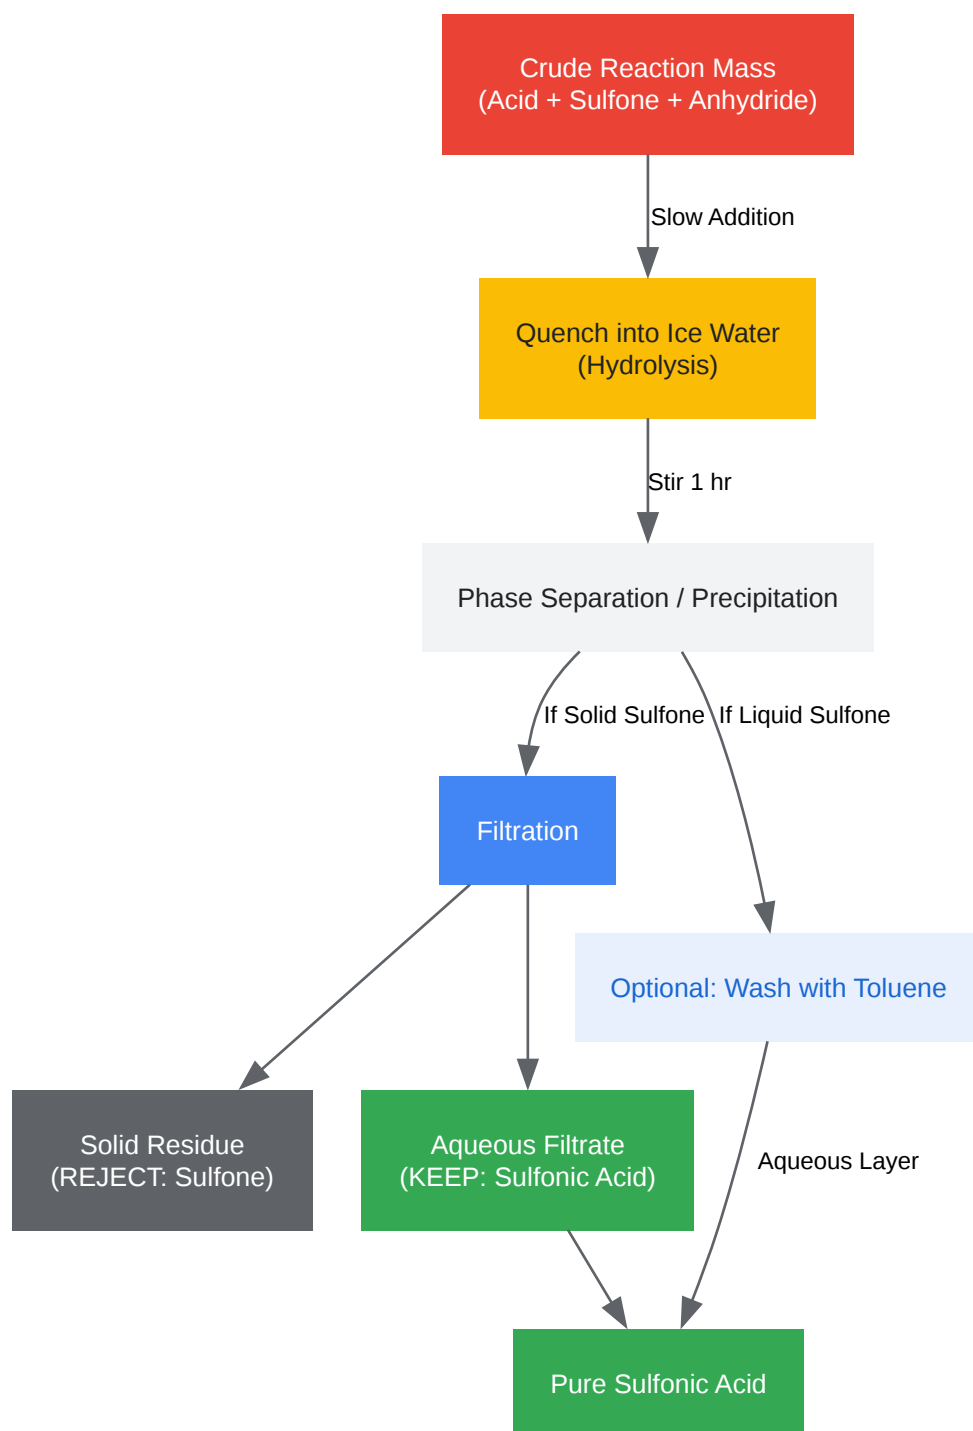 Crude Reaction Mass
(Acid + Sulfone + Anhydride)
Slow Addition
Quench into Ice Water
(Hydrolysis)
Stir 1 hr
Phase Separation / Precipitation
If Solid Sulfone
If Liquid Sulfone
Filtration
Optional: Wash with Toluene
Solid Residue
(REJECT: Sulfone)
Aqueous Filtrate
(KEEP: Sulfonic Acid)
Aqueous Layer
Pure Sulfonic Acid